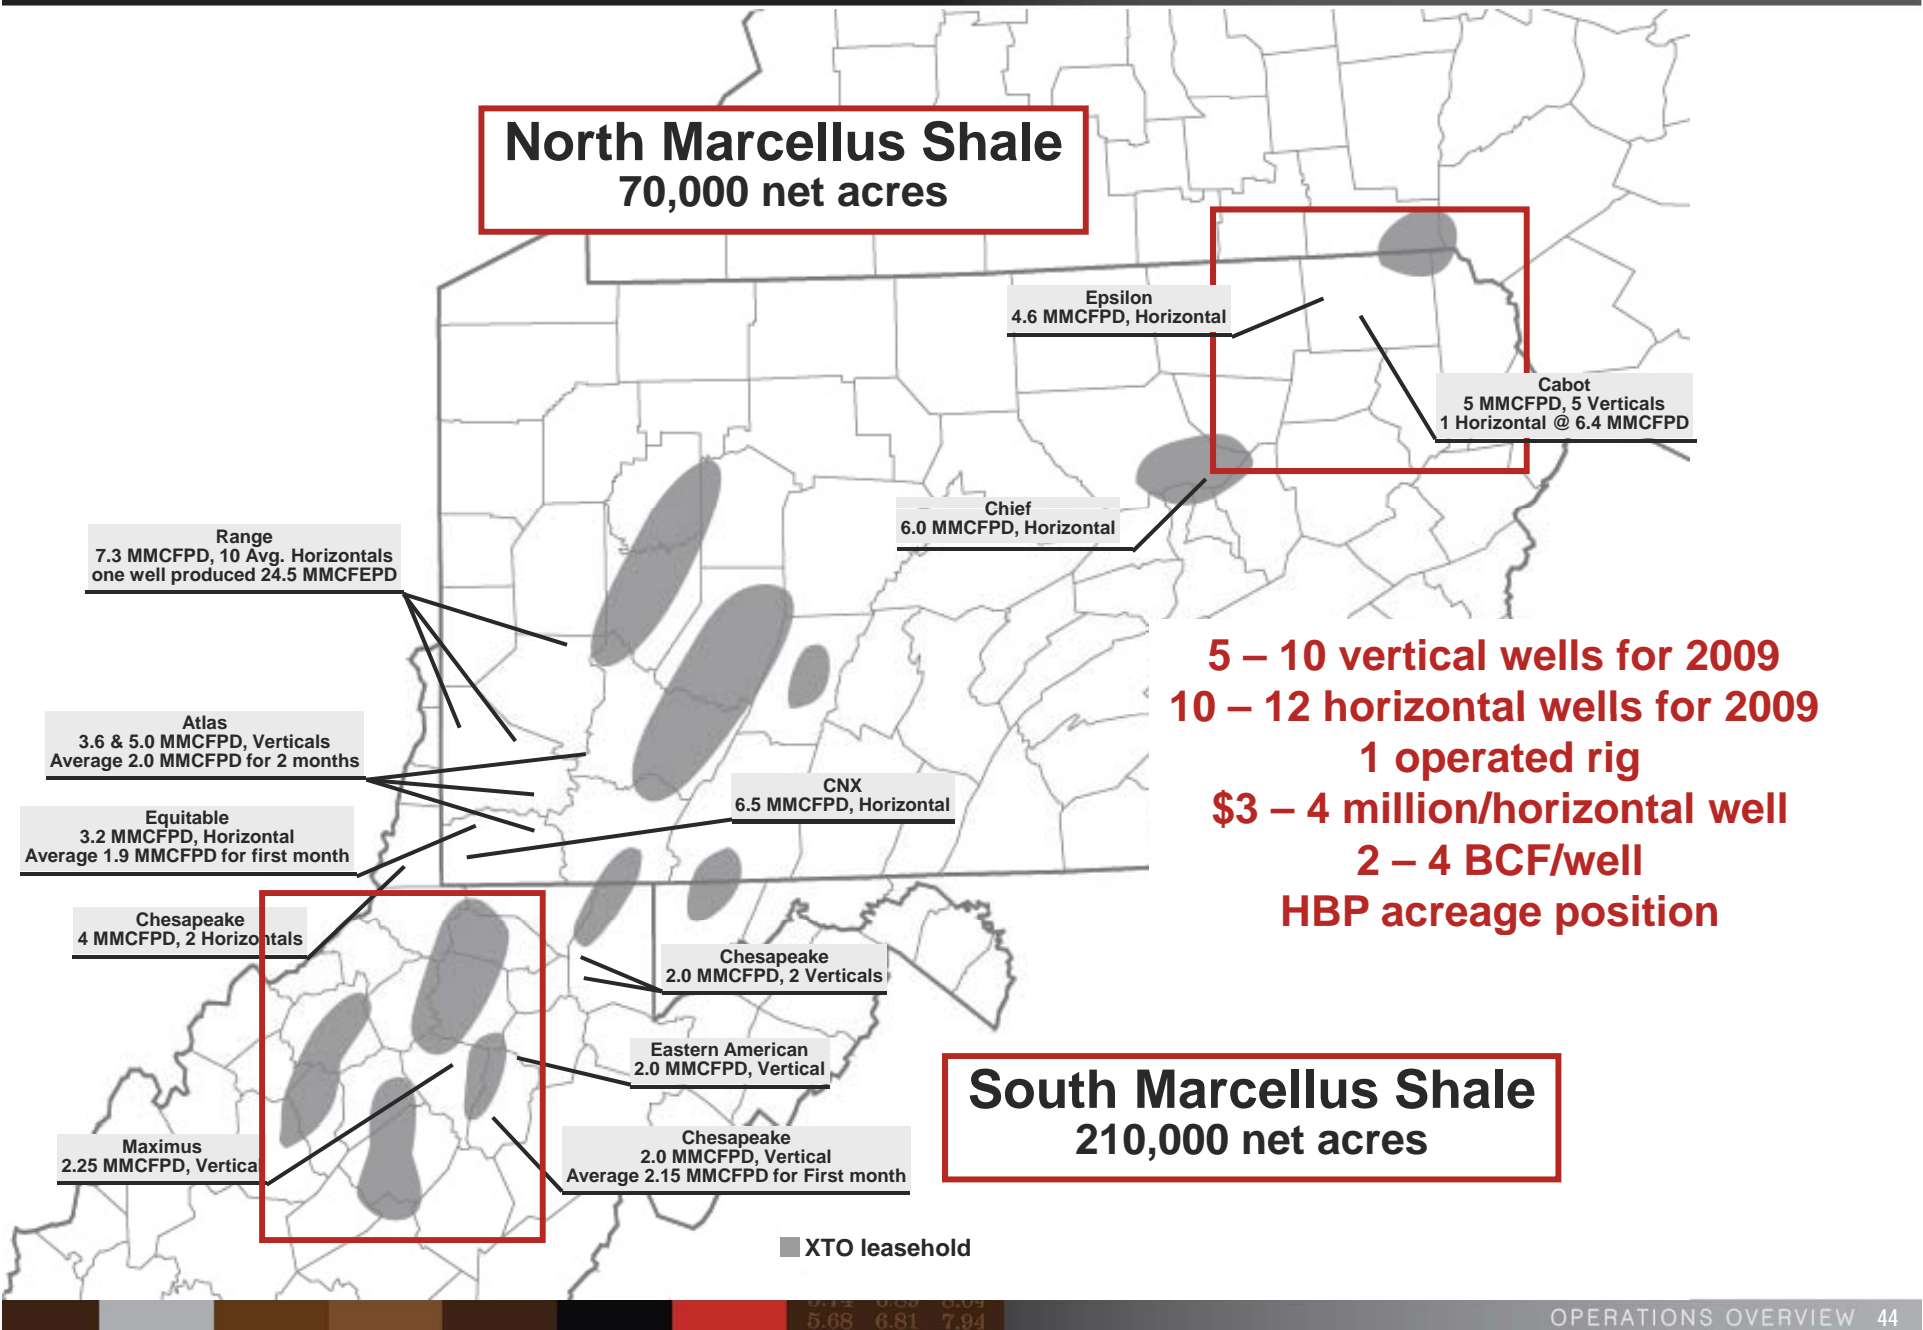 North Marcellus Shale
70,000 net acres
Epsilon
4.6 MMCFPD, Horizontal
Cabot
5 MMCFPD, 5 Verticals
1 Horizontal @ 6.4 MMCFPD
Chief
6.0 MMCFPD, Horizontal
Range
7.3 MMCFPD, 10 Avg. Horizontals
one well produced 24.5 MMCFEPD
5 – 10 vertical wells for 2009
10 – 12 horizontal wells for 2009
1 operated rig
$3 – 4 million/horizontal well
2 – 4 BCF/well
HBP acreage position
Atlas
3.6 & 5.0 MMCFPD, Verticals
Average 2.0 MMCFPD for 2 months
CNX
6.5 MMCFPD, Horizontal
Equitable
3.2 MMCFPD, Horizontal
Average 1.9 MMCFPD for first month
Chesapeake
4 MMCFPD, 2 Horizontals
Chesapeake
2.0 MMCFPD, 2 Verticals
Eastern American
2.0 MMCFPD, Vertical
South Marcellus Shale
210,000 net acres
Maximus
2.25 MMCFPD, Vertical
Chesapeake
2.0 MMCFPD, Vertical
Average 2.15 MMCFPD for First month
XTO leasehold
5.68 6.81 7.94
OPERATIONS OVERVIEW 44